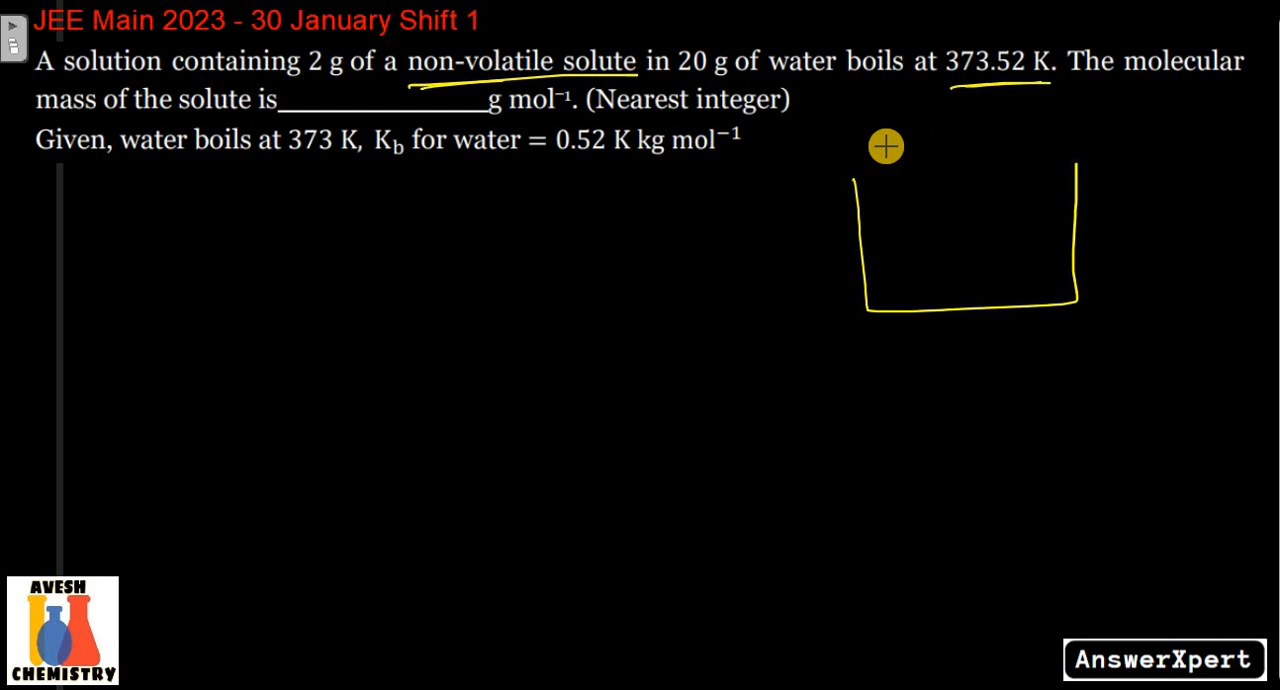 JEE Main 2023 - 30 January Shift 1
A solution containing 2 g of a non-volatile solute in 20 g of water boils at 373.52 K. The molecular
mass of the solute is________________g mol⁻¹. (Nearest integer)
Given, water boils at 373 K, K_b for water = 0.52 K kg mol⁻¹
AVESH
CHEMISTRY
AnswerXpert